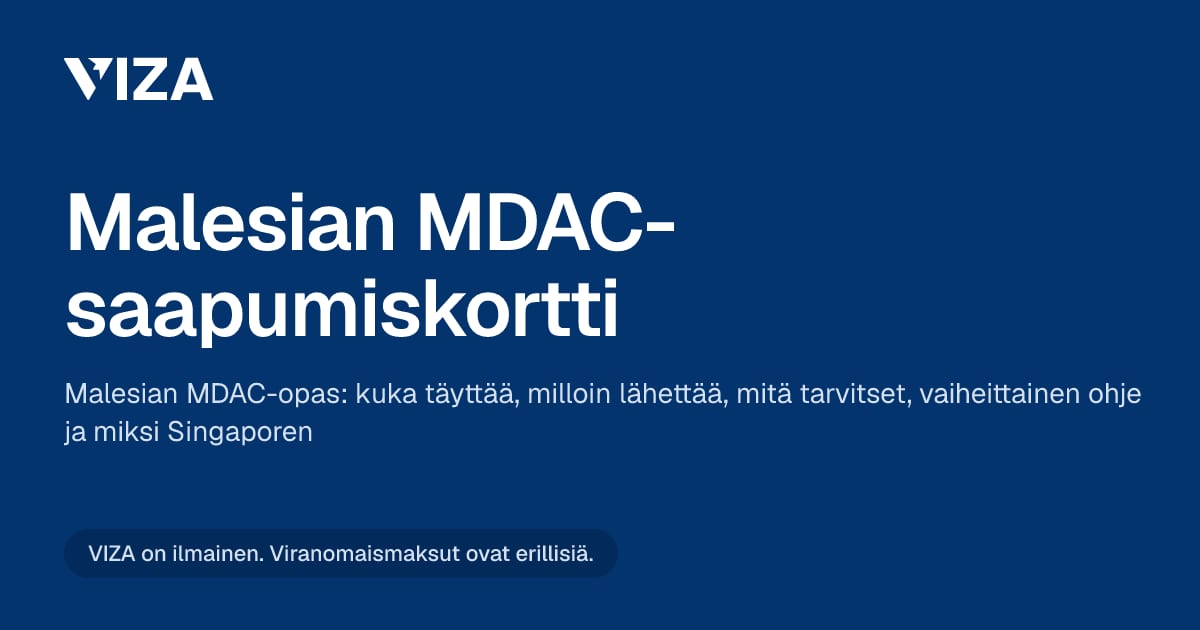 VIZA
Malesian MDAC-
saapumiskortti
Malesian MDAC-opas: kuka täyttää, milloin lähettää, mitä tarvitset, vaiheittainen ohje
ja miksi Singaporen
VIZA on ilmainen. Viranomaismaksut ovat erillisiä.